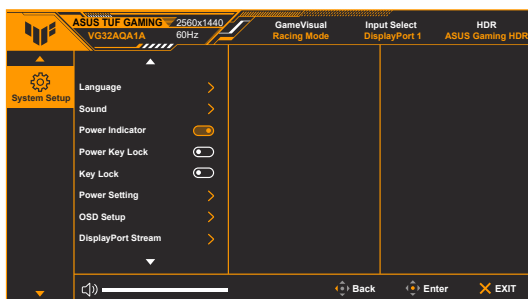 ASUS TUF GAMING 2560x1440
VG32AQA1A 60Hz
GameVisual
Racing Mode
Input Select
DisplayPort 1
HDR
ASUS Gaming HDR
System Setup
Language
Sound
Power Indicator
Power Key Lock
Key Lock
Power Setting
OSD Setup
DisplayPort Stream
Back
Enter
EXIT